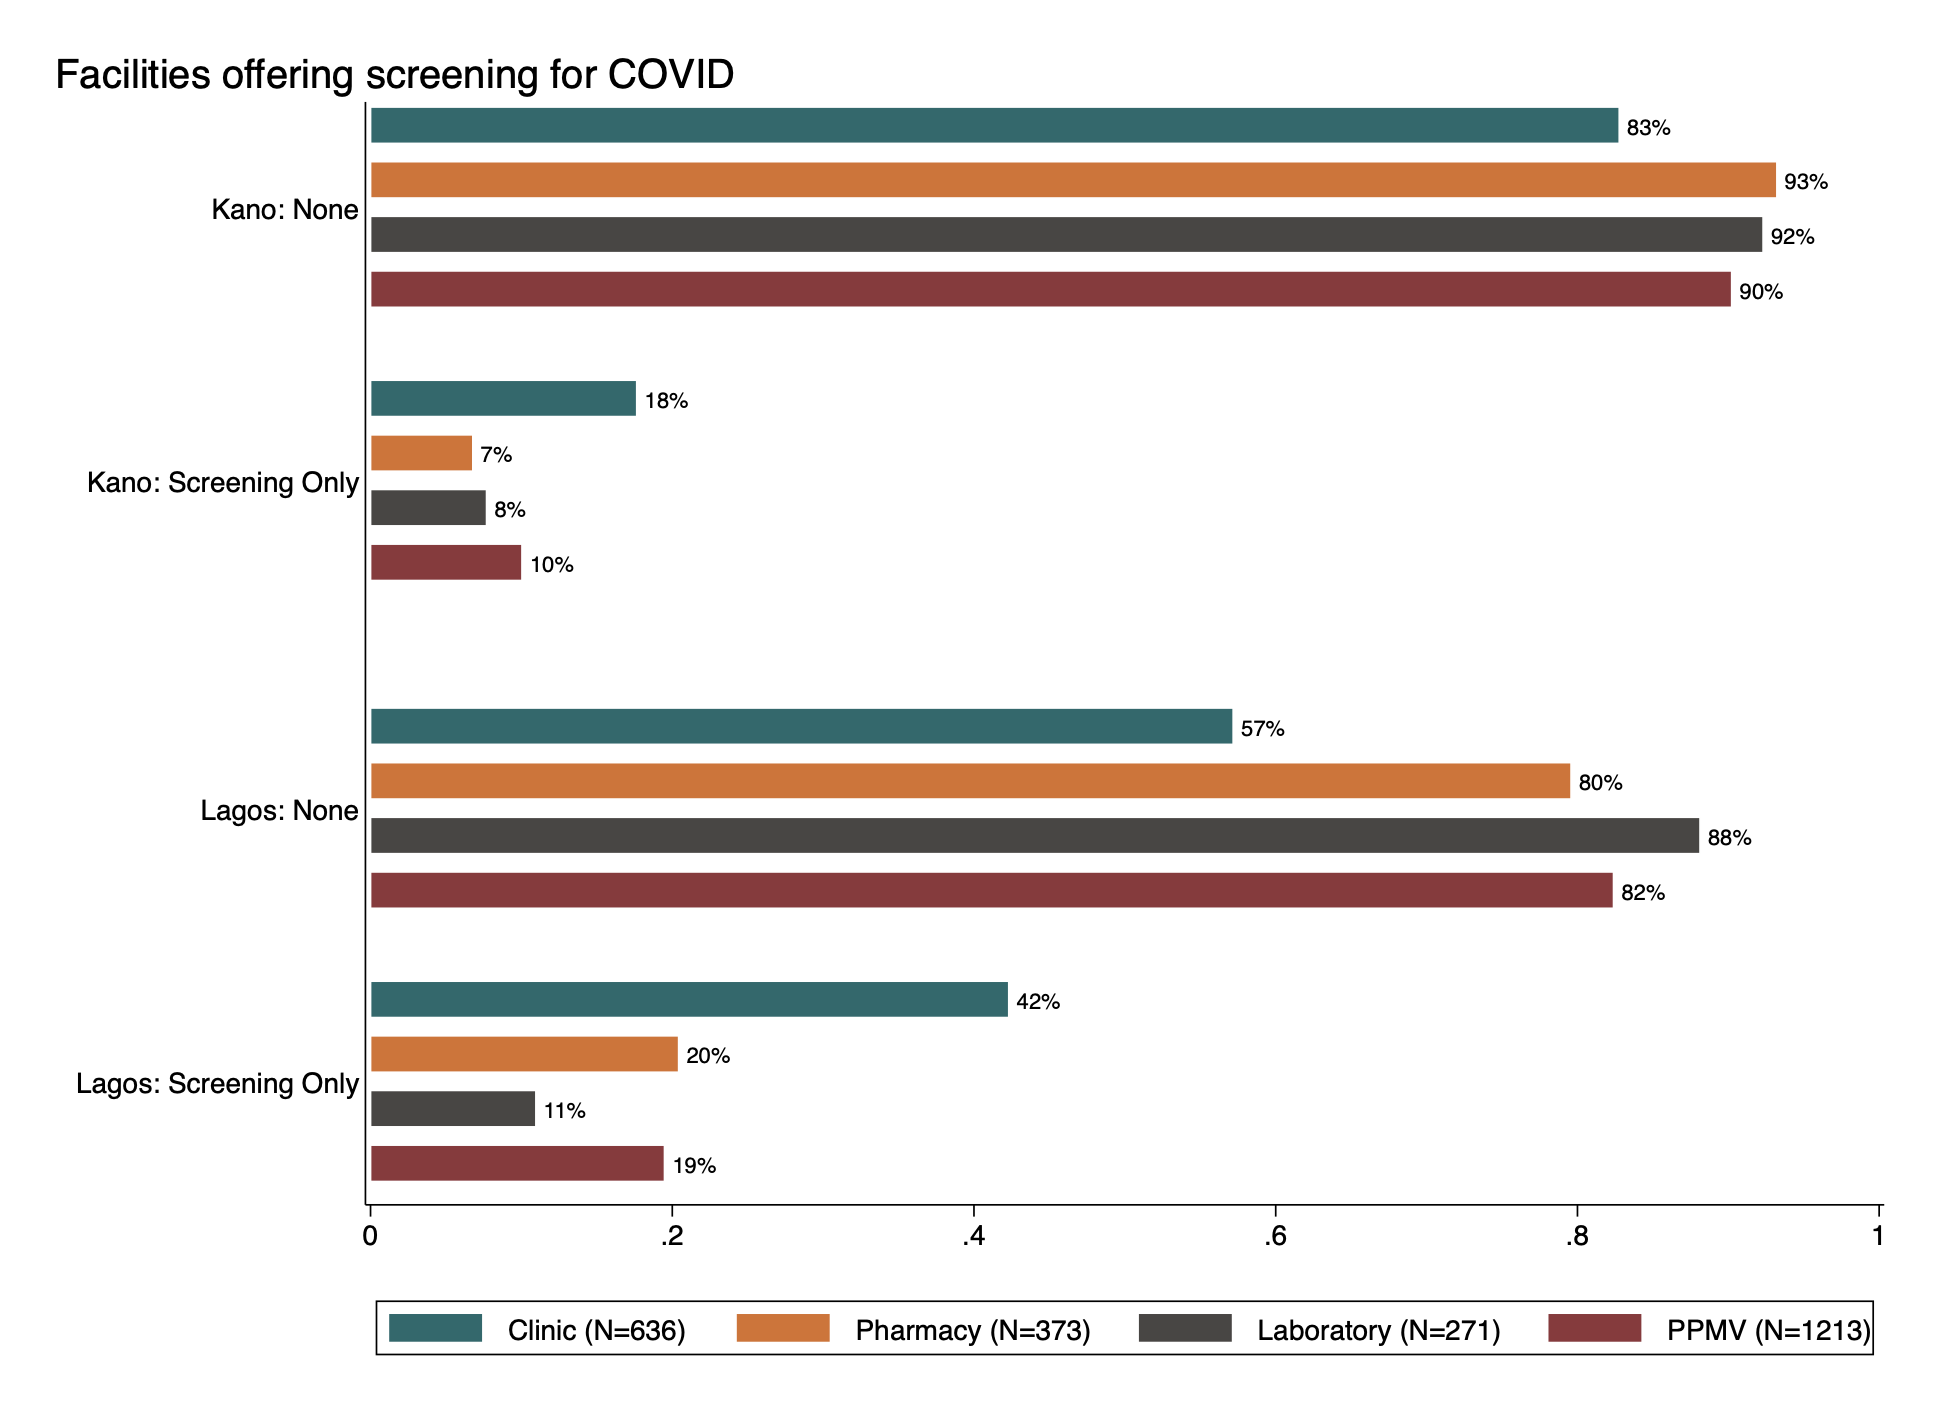 Facilities offering screening for COVID
83%
93%
Kano: None
92%
90%
18%
7%
Kano: Screening Only
8%
10%
57%
80%
Lagos: None
88%
82%
42%
20%
Lagos: Screening Only
11%
19%
0 .2 .4 .6 .8 1
Clinic (N=636) Pharmacy (N=373) Laboratory (N=271) PPMV (N=1213)